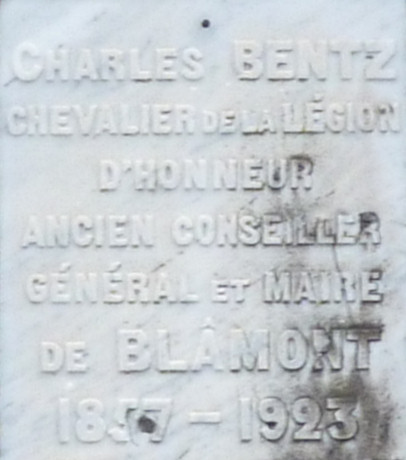 CHARLES BENTZ
CHEVALIER DE LA LÉGION
D'HONNEUR
ANCIEN CONSEILLER
GÉNÉRAL ET MAIRE
DE BLÂMONT
1857 - 1923